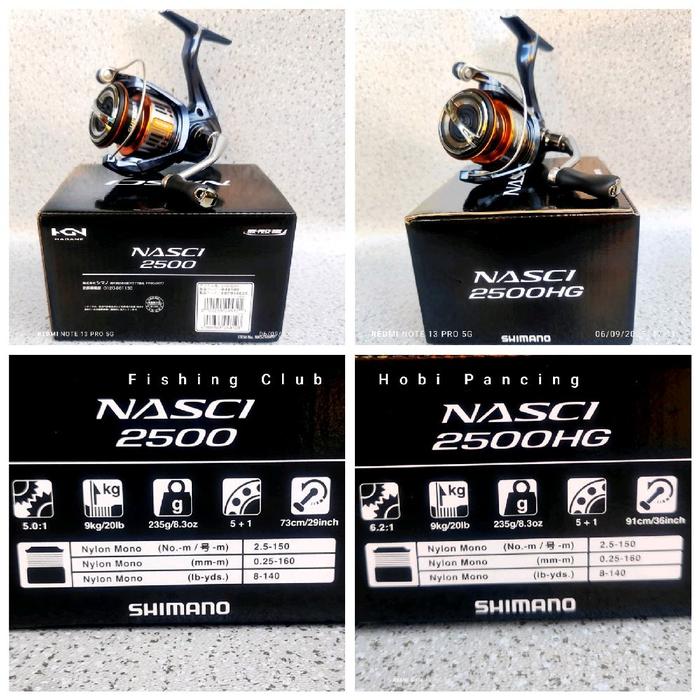 HAGANE
NASCI
2500
REDMI NOTE 13 PRO 5G
NASCI
2500HG
SHIMANO
REDMI NOTE 13 PRO 5G
Fishing Club
NASCI
2500
5.0:1
kg
9kg/20lb
g
235g/8.3oz
5 + 1
73cm/29inch
Nylon Mono (No.-m / 号 -m) 2.5-150
Nylon Mono (mm-m) 0.25-160
Nylon Mono (lb-yds.) 8-140
SHIMANO
Hobi Pancing
NASCI
2500HG
6.2:1
kg
9kg/20lb
g
235g/8.3oz
5 + 1
91cm/36inch
Nylon Mono (No.-m / 号 -m) 2.5-150
Nylon Mono (mm-m) 0.25-160
Nylon Mono (lb-yds.) 8-140
SHIMANO